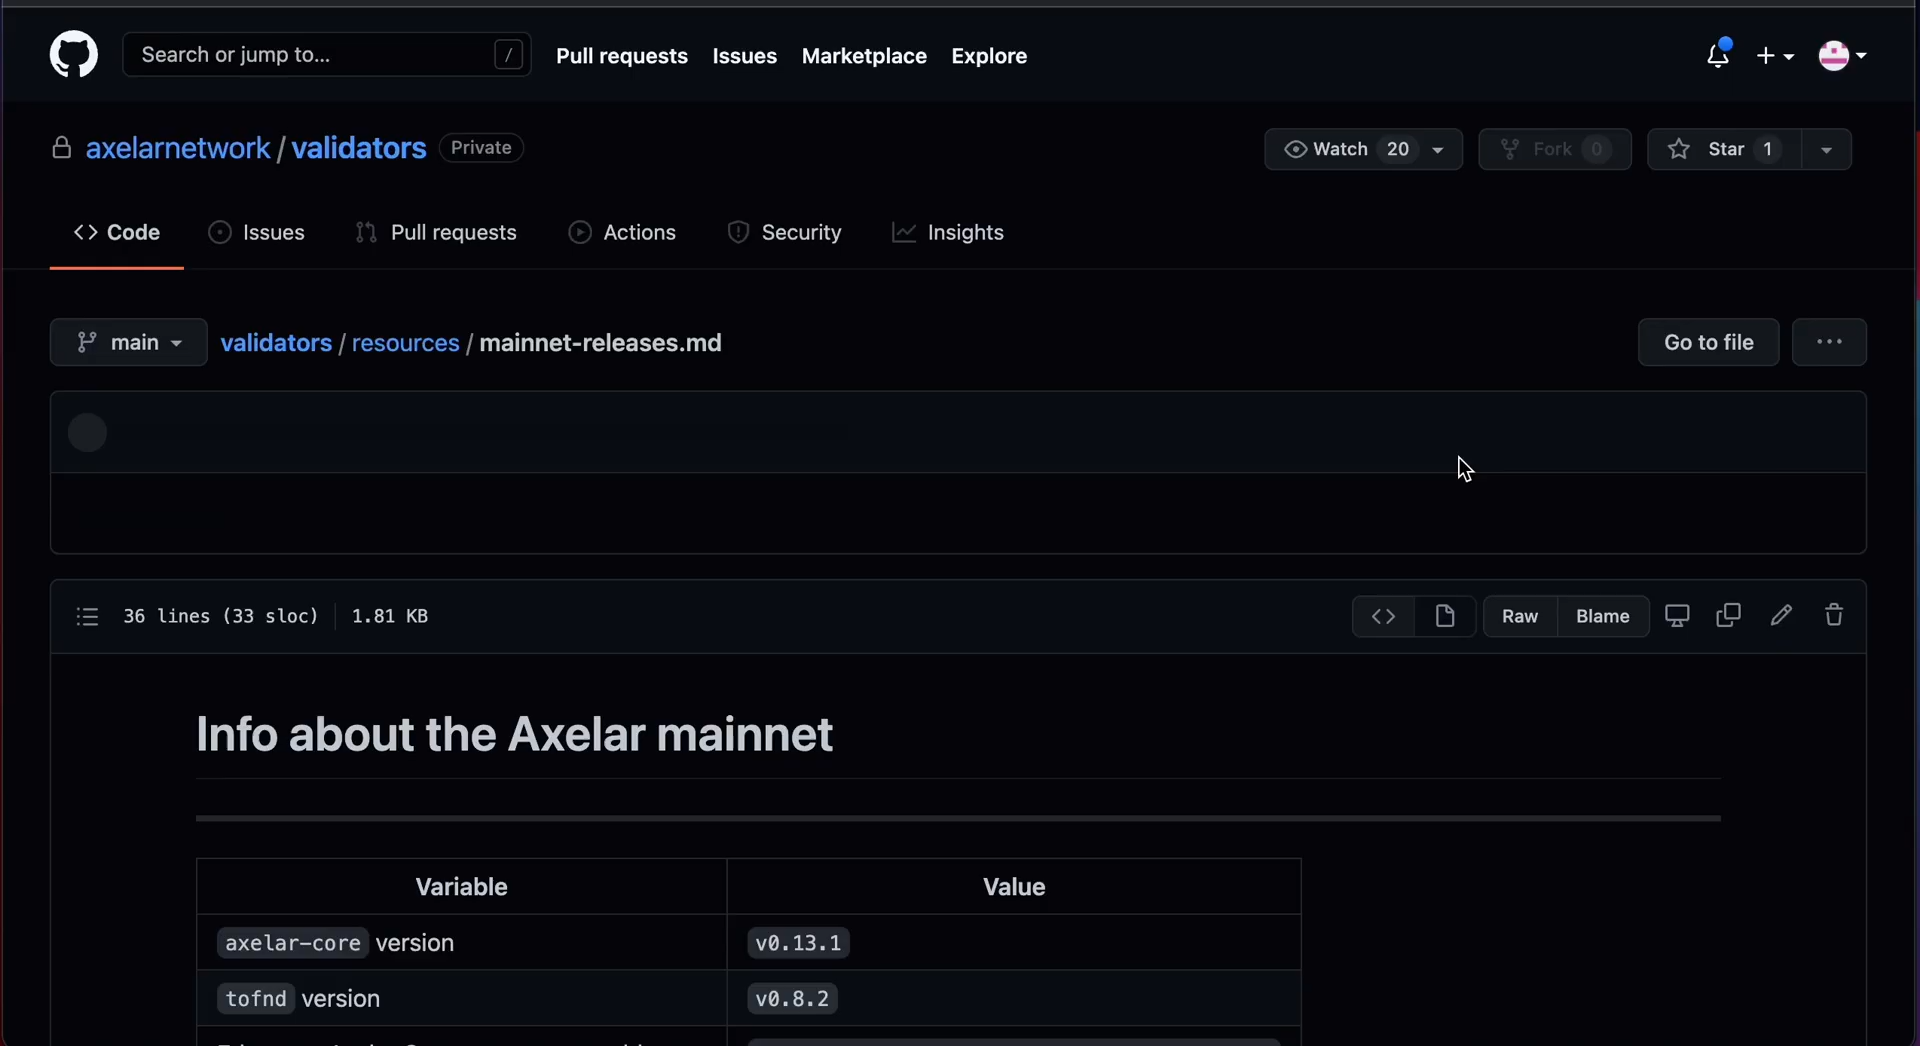 Search or jump to... / Pull requests Issues Marketplace Explore
axelarnetwork / validators Private Watch 20 Fork 0 Star 1
<> Code Issues Pull requests Actions Security Insights
main validators / resources / mainnet-releases.md Go to file ...
36 lines (33 sloc) 1.81 KB <> Raw Blame
Info about the Axelar mainnet
Variable Value
axelar-core version v0.13.1
tofnd version v0.8.2